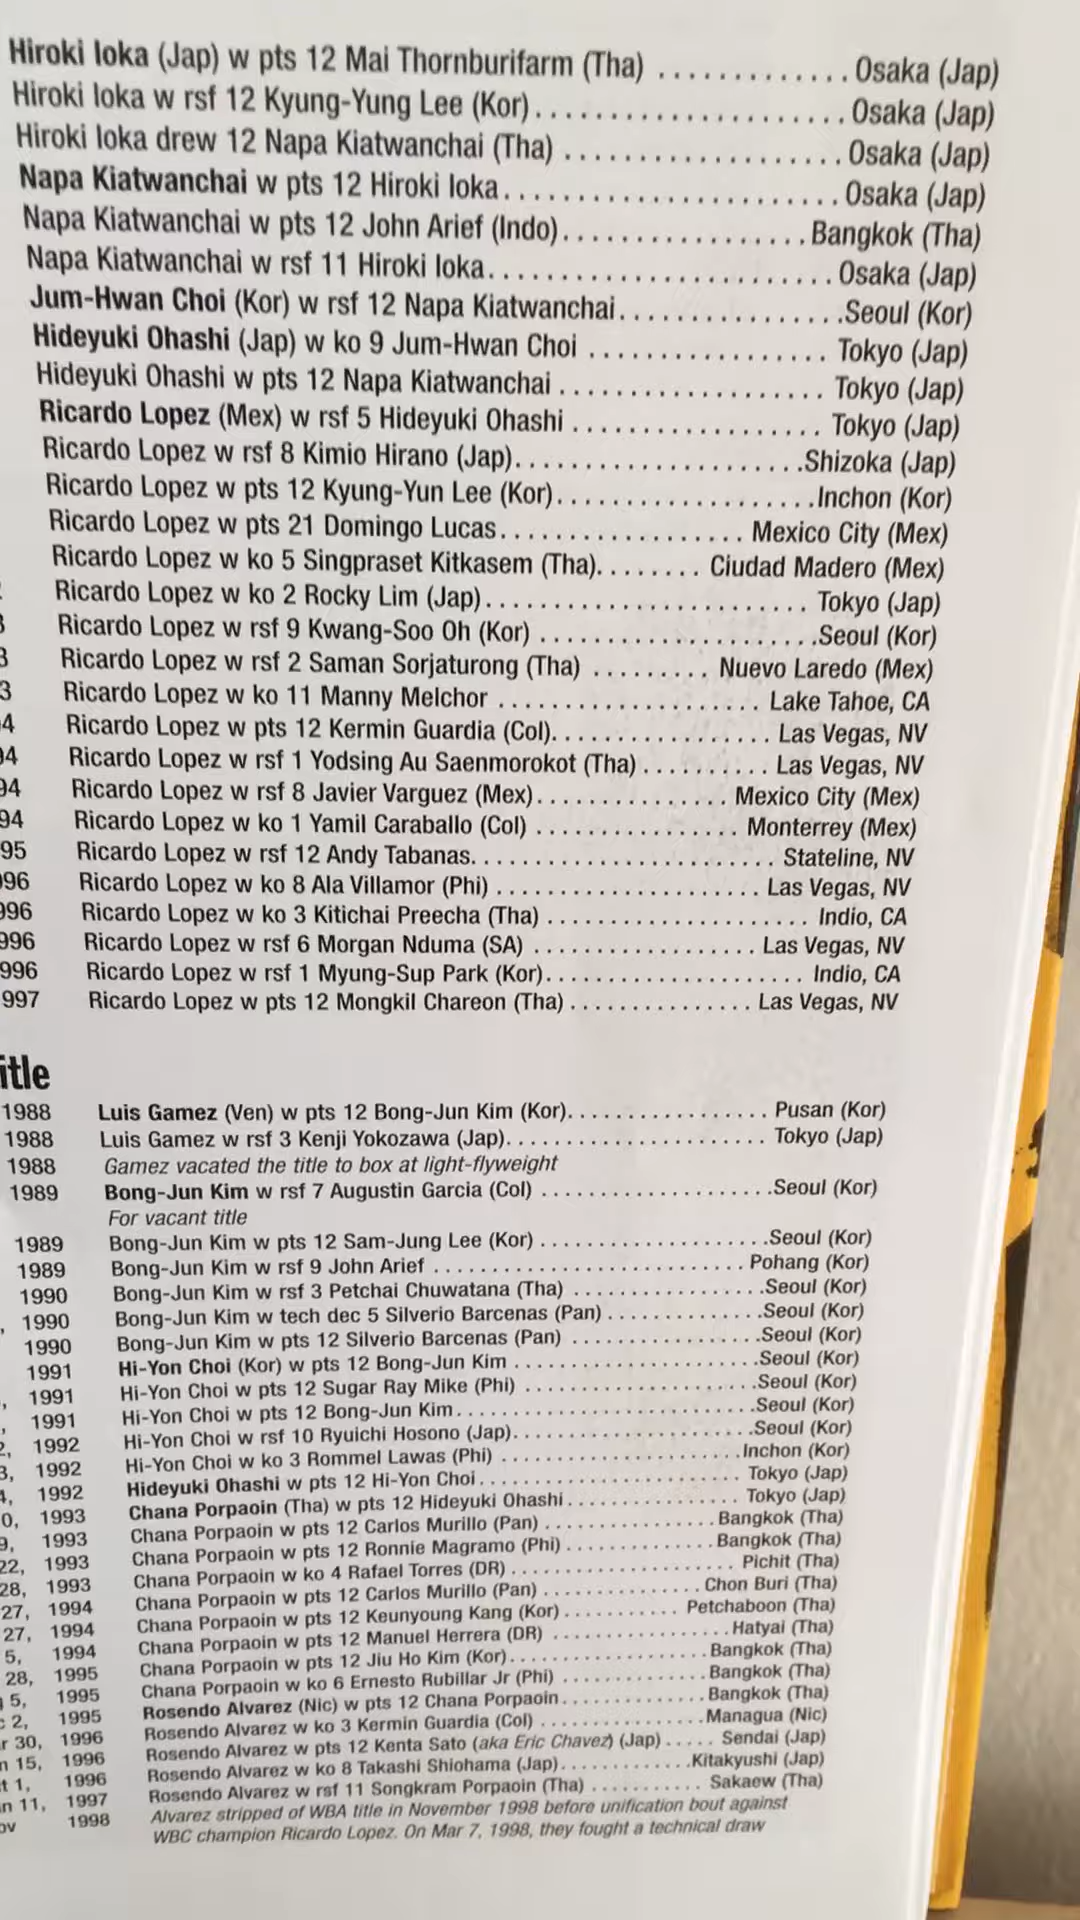 Hiroki Ioka (Jap) w pts 12 Mai Thornburifarm (Tha) ............. Osaka (Jap)
Hiroki Ioka w rsf 12 Kyung-Yung Lee (Kor)..................... Osaka (Jap)
Hiroki Ioka drew 12 Napa Kiatwanchai (Tha) ................... Osaka (Jap)
Napa Kiatwanchai w pts 12 Hiroki Ioka....................... Osaka (Jap)
Napa Kiatwanchai w pts 12 John Arief (Indo)................. Bangkok (Tha)
Napa Kiatwanchai w rsf 11 Hiroki Ioka....................... Osaka (Jap)
Jum-Hwan Choi (Kor) w rsf 12 Napa Kiatwanchai...............Seoul (Kor)
Hideyuki Ohashi (Jap) w ko 9 Jum-Hwan Choi ................ Tokyo (Jap)
Hideyuki Ohashi w pts 12 Napa Kiatwanchai .................. Tokyo (Jap)
Ricardo Lopez (Mex) w rsf 5 Hideyuki Ohashi ................. Tokyo (Jap)
Ricardo Lopez w rsf 8 Kimio Hirano (Jap)....................Shizoka (Jap)
Ricardo Lopez w pts 12 Kyung-Yun Lee (Kor)..................Inchon (Kor)
Ricardo Lopez w pts 21 Domingo Lucas................. Mexico City (Mex)
Ricardo Lopez w ko 5 Singpraset Kitkasem (Tha)........ Ciudad Madero (Mex)
Ricardo Lopez w ko 2 Rocky Lim (Jap)....................... Tokyo (Jap)
Ricardo Lopez w rsf 9 Kwang-Soo Oh (Kor) ....................Seoul (Kor)
3 Ricardo Lopez w rsf 2 Saman Sorjaturong (Tha) ......... Nuevo Laredo (Mex)
3 Ricardo Lopez w ko 11 Manny Melchor .................... Lake Tahoe, CA
4 Ricardo Lopez w pts 12 Kermin Guardia (Col)................ Las Vegas, NV
94 Ricardo Lopez w rsf 1 Yodsing Au Saenmorokot (Tha).......... Las Vegas, NV
94 Ricardo Lopez w rsf 8 Javier Varguez (Mex).............. Mexico City (Mex)
94 Ricardo Lopez w ko 1 Yamil Caraballo (Col) ............... Monterrey (Mex)
95 Ricardo Lopez w rsf 12 Andy Tabanas....................... Stateline, NV
996 Ricardo Lopez w ko 8 Ala Villamor (Phi) .................... Las Vegas, NV
996 Ricardo Lopez w ko 3 Kitichai Preecha (Tha) .................... Indio, CA
996 Ricardo Lopez w rsf 6 Morgan Nduma (SA) ................. Las Vegas, NV
996 Ricardo Lopez w rsf 1 Myung-Sup Park (Kor)..................... Indio, CA
997 Ricardo Lopez w pts 12 Mongkil Chareon (Tha)............... Las Vegas, NV
itle
1988 Luis Gamez (Ven) w pts 12 Bong-Jun Kim (Kor).................. Pusan (Kor)
1988 Luis Gamez w rsf 3 Kenji Yokozawa (Jap)....................... Tokyo (Jap)
1988 Gamez vacated the title to box at light-flyweight
1989 Bong-Jun Kim w rsf 7 Augustin Garcia (Col) ....................Seoul (Kor)
For vacant title
1989 Bong-Jun Kim w pts 12 Sam-Jung Lee (Kor) ....................Seoul (Kor)
1989 Bong-Jun Kim w rsf 9 John Arief ........................... Pohang (Kor)
1990 Bong-Jun Kim w rsf 3 Petchai Chuwatana (Tha) .................Seoul (Kor)
, 1990 Bong-Jun Kim w tech dec 5 Silverio Barcenas (Pan)..............Seoul (Kor)
1990 Bong-Jun Kim w pts 12 Silverio Barcenas (Pan) .................Seoul (Kor)
1991 Hi-Yon Choi (Kor) w pts 12 Bong-Jun Kim ......................Seoul (Kor)
, 1991 Hi-Yon Choi w pts 12 Sugar Ray Mike (Phi) ....................Seoul (Kor)
, 1991 Hi-Yon Choi w pts 12 Bong-Jun Kim..........................Seoul (Kor)
2, 1992 Hi-Yon Choi w rsf 10 Ryuichi Hosono (Jap).....................Seoul (Kor)
3, 1992 Hi-Yon Choi w ko 3 Rommel Lawas (Phi) .....................Inchon (Kor)
4, 1992 Hideyuki Ohashi w pts 12 Hi-Yon Choi....................... Tokyo (Jap)
0, 1993 Chana Porpaoin (Tha) w pts 12 Hideyuki Ohashi............... Tokyo (Jap)
9, 1993 Chana Porpaoin w pts 12 Carlos Murillo (Pan) ............... Bangkok (Tha)
22, 1993 Chana Porpaoin w pts 12 Ronnie Magramo (Phi) ............. Bangkok (Tha)
28, 1993 Chana Porpaoin w ko 4 Rafael Torres (DR) .................... Pichit (Tha)
27, 1994 Chana Porpaoin w pts 12 Carlos Murillo (Pan) .............. Chon Buri (Tha)
27, 1994 Chana Porpaoin w pts 12 Keunyoung Kang (Kor) ........... Petchaboon (Tha)
5, 1994 Chana Porpaoin w pts 12 Manuel Herrera (DR) .................Hatyai (Tha)
28, 1995 Chana Porpaoin w pts 12 Jiu Ho Kim (Kor)................... Bangkok (Tha)
5, 1995 Chana Porpaoin w ko 6 Ernesto Rubillar Jr (Phi) .............. Bangkok (Tha)
2, 1995 Rosendo Alvarez (Nic) w pts 12 Chana Porpaoin.............. Bangkok (Tha)
r 30, 1996 Rosendo Alvarez w ko 3 Kermin Guardia (Col) ................Managua (Nic)
n 15, 1996 Rosendo Alvarez w pts 12 Kenta Sato (aka Eric Chavez) (Jap)..... Sendai (Jap)
t 1, 1996 Rosendo Alvarez w ko 8 Takashi Shiohama (Jap).............Kitakyushi (Jap)
n 11, 1997 Rosendo Alvarez w rsf 11 Songkram Porpaoin (Tha) ........... Sakaew (Tha)
ov 1998 Alvarez stripped of WBA title in November 1998 before unification bout against
WBC champion Ricardo Lopez. On Mar 7, 1998, they fought a technical draw